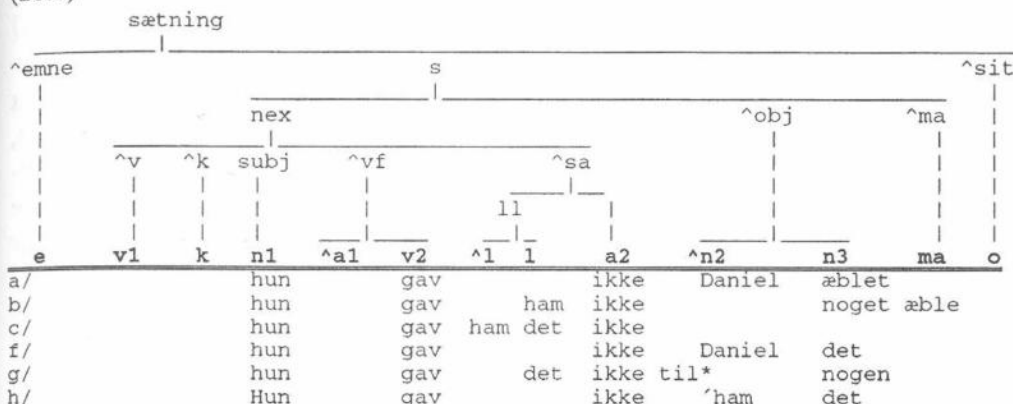 sætning
^emne s ^sit
nex ^obj ^ma
^v ^k subj ^vf ^sa
ll
e v1 k n1 ^a1 v2 ^l l a2 ^n2 n3 ma o
a/ hun gav ikke Daniel æblet
b/ hun gav ham ikke noget æble
c/ hun gav ham det ikke
f/ hun gav ikke Daniel det
g/ hun gav det ikke til* nogen
h/ Hun gav ikke ´ham det